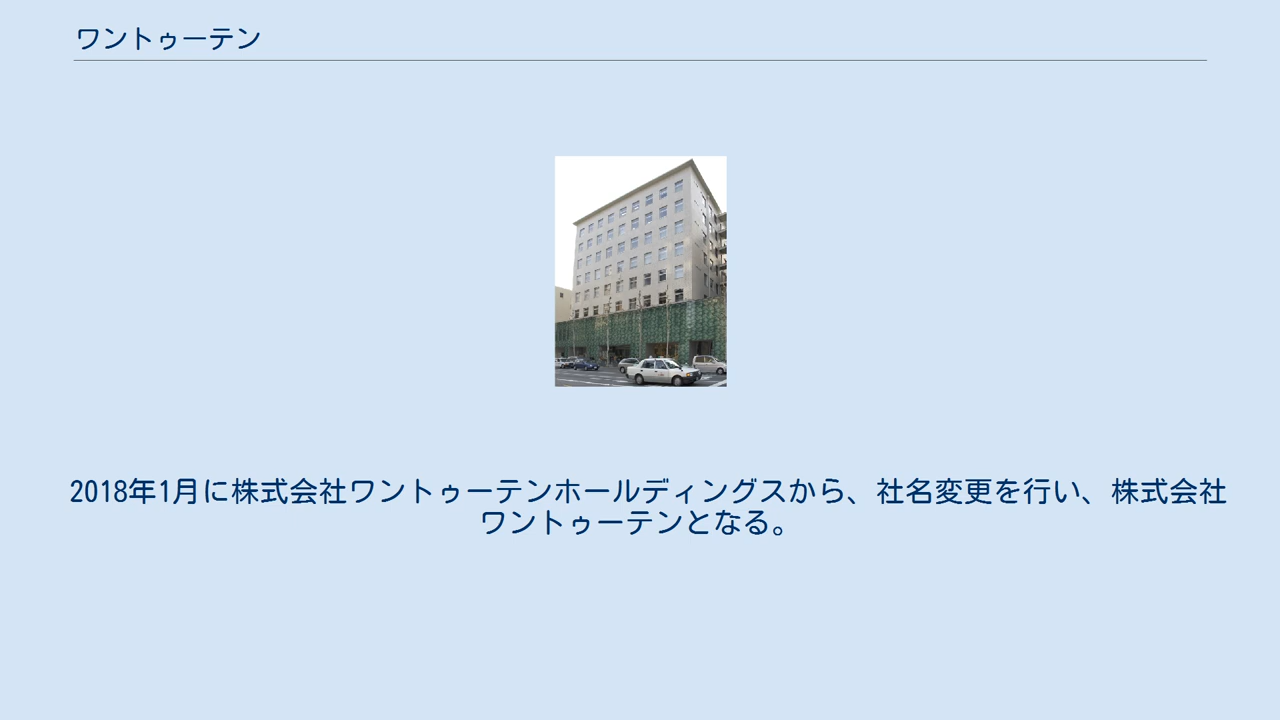 ワントゥーテン
2018年1月に株式会社ワントゥーテンホールディングスから、社名変更を行い、株式会社
ワントゥーテンとなる。